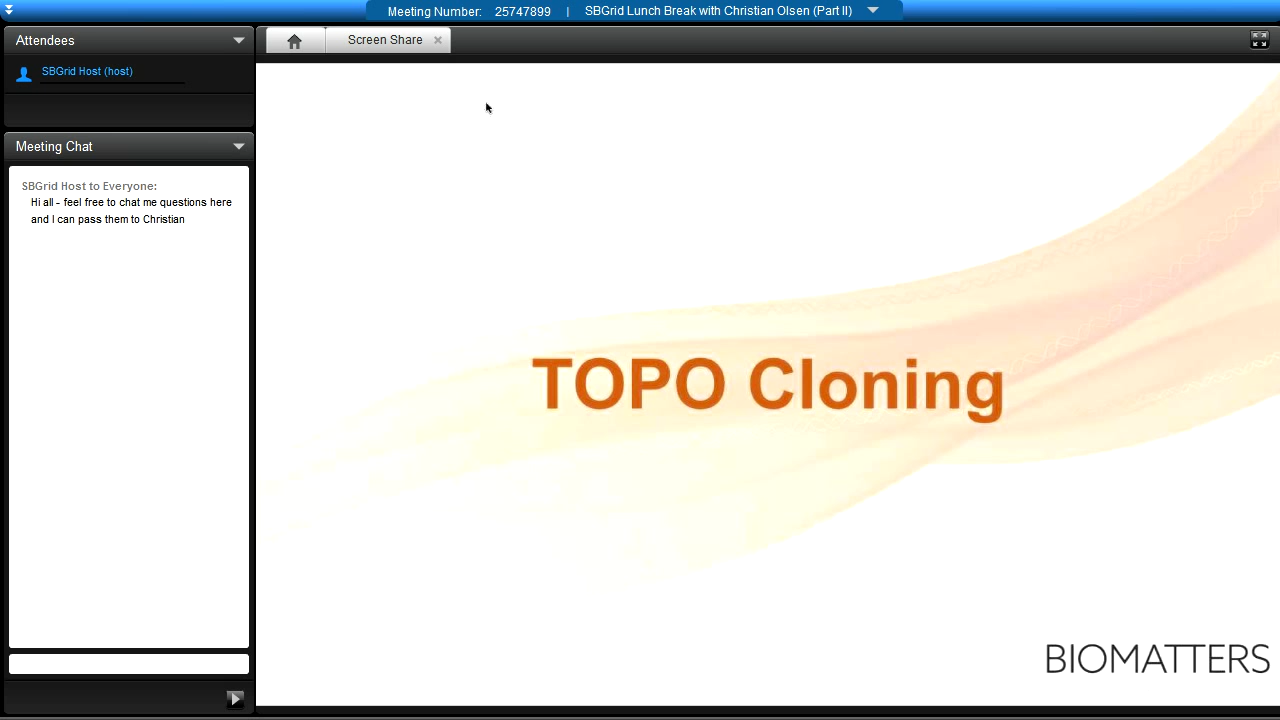 Meeting Number: 25747899 | SBGrid Lunch Break with Christian Olsen (Part II)
Attendees
SBGrid Host (host)
Meeting Chat
SBGrid Host to Everyone:
Hi all - feel free to chat me questions here
and I can pass them to Christian
Screen Share
TOPO Cloning
BIOMATTERS